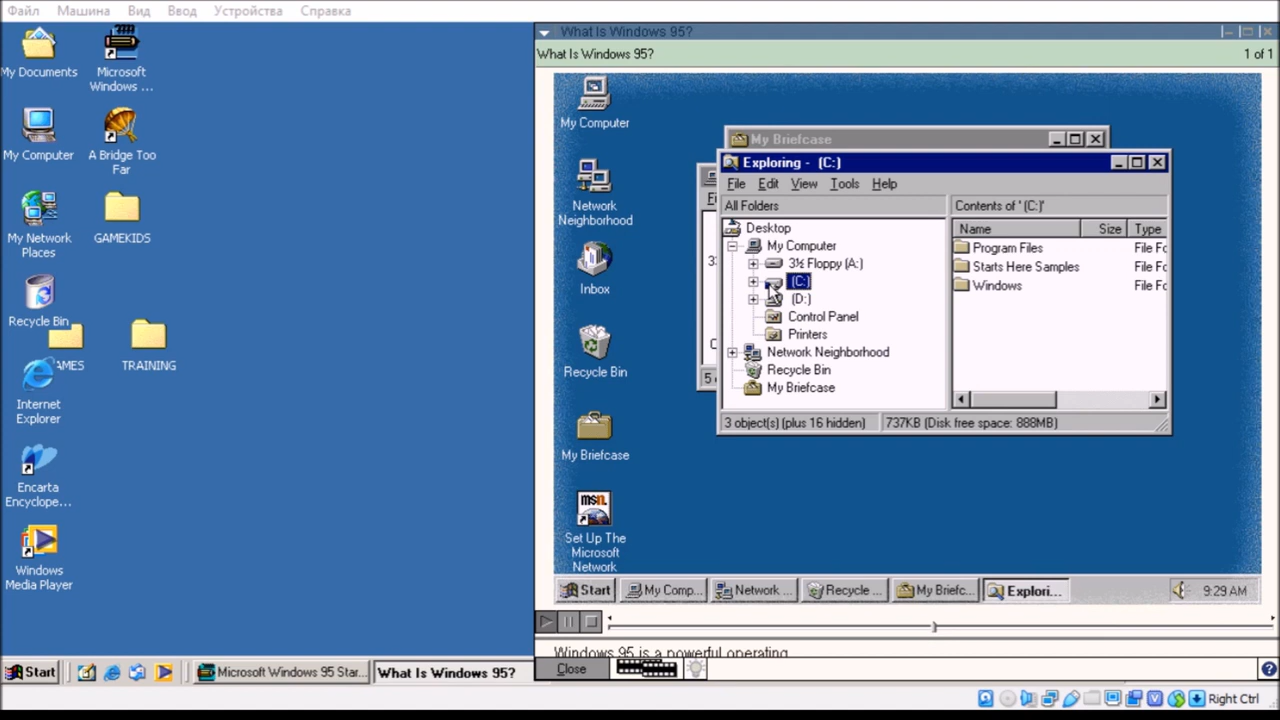 Файл Машина Вид Ввод Устройства Справка
My Documents
Microsoft
Windows ...
My Computer
A Bridge Too
Far
My Network
Places
GAMEKIDS
Recycle Bin
AMES
TRAINING
Internet
Explorer
Encarta
Encyclope...
Windows
Media Player
What Is Windows 95?
What Is Windows 95? 1 of 1
My Computer
Network
Neighborhood
Inbox
Recycle Bin
My Briefcase
msn.
Set Up The
Microsoft
Network
My Briefcase
Exploring - (C:)
File Edit View Tools Help
All Folders Contents of ' (C:)'
Name Size Type
Desktop
My Computer
3½ Floppy (A:)
(C:)
(D:)
Control Panel
Printers
Network Neighborhood
Recycle Bin
My Briefcase
Program Files File Fo
Starts Here Samples File Fo
Windows File Fo
3 object(s) (plus 16 hidden) 737KB (Disk free space: 888MB)
Start My Comp... Network ... Recycle ... My Briefc... Explori... 9:29 AM
Windows 95 is a powerful operating
Close
Start Microsoft Windows 95 Star... What Is Windows 95?
Right Ctrl